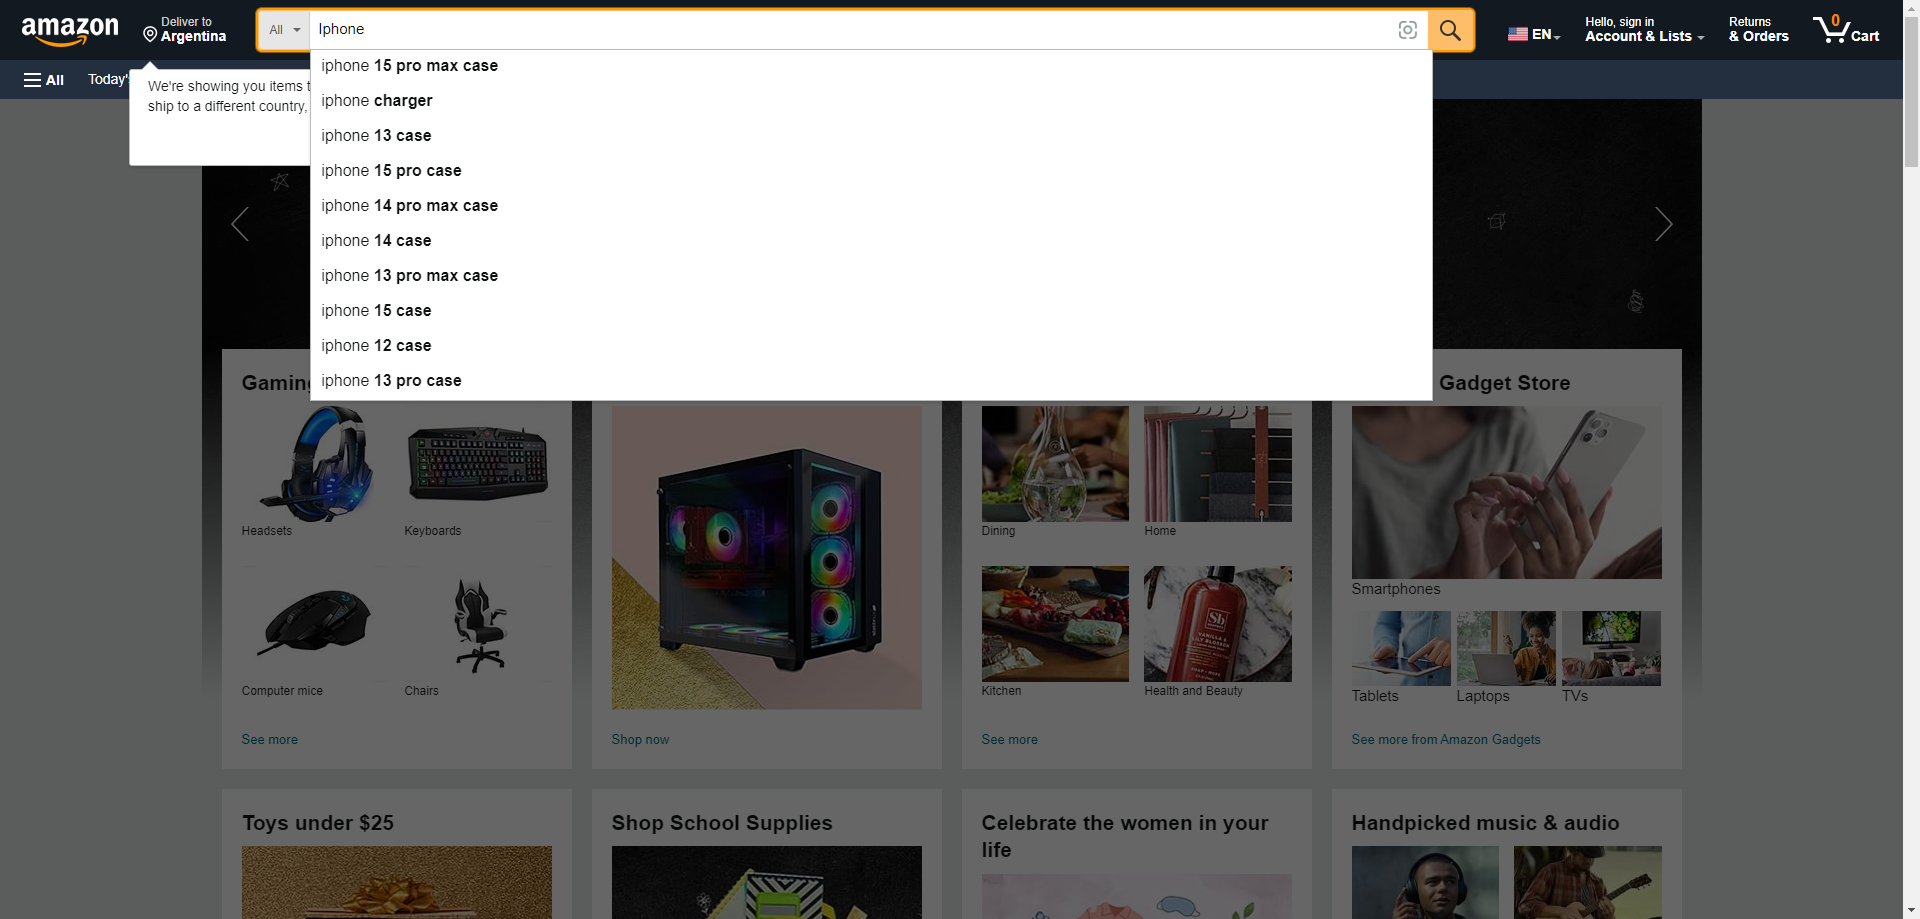 amazon
Deliver to
Argentina
All
Iphone
EN
Hello, sign in
Account & Lists
Returns
& Orders
0
Cart
All
Today'
We're showing you items t
ship to a different country,
iphone 15 pro max case
iphone charger
iphone 13 case
iphone 15 pro case
iphone 14 pro max case
iphone 14 case
iphone 13 pro max case
iphone 15 case
iphone 12 case
iphone 13 pro case
Gaming
Headsets
Keyboards
Computer mice
Chairs
See more
Shop now
Dining
Home
Kitchen
Health and Beauty
See more
Gadget Store
Smartphones
Tablets
Laptops
TVs
See more from Amazon Gadgets
Toys under $25
Shop School Supplies
Celebrate the women in your
life
Handpicked music & audio